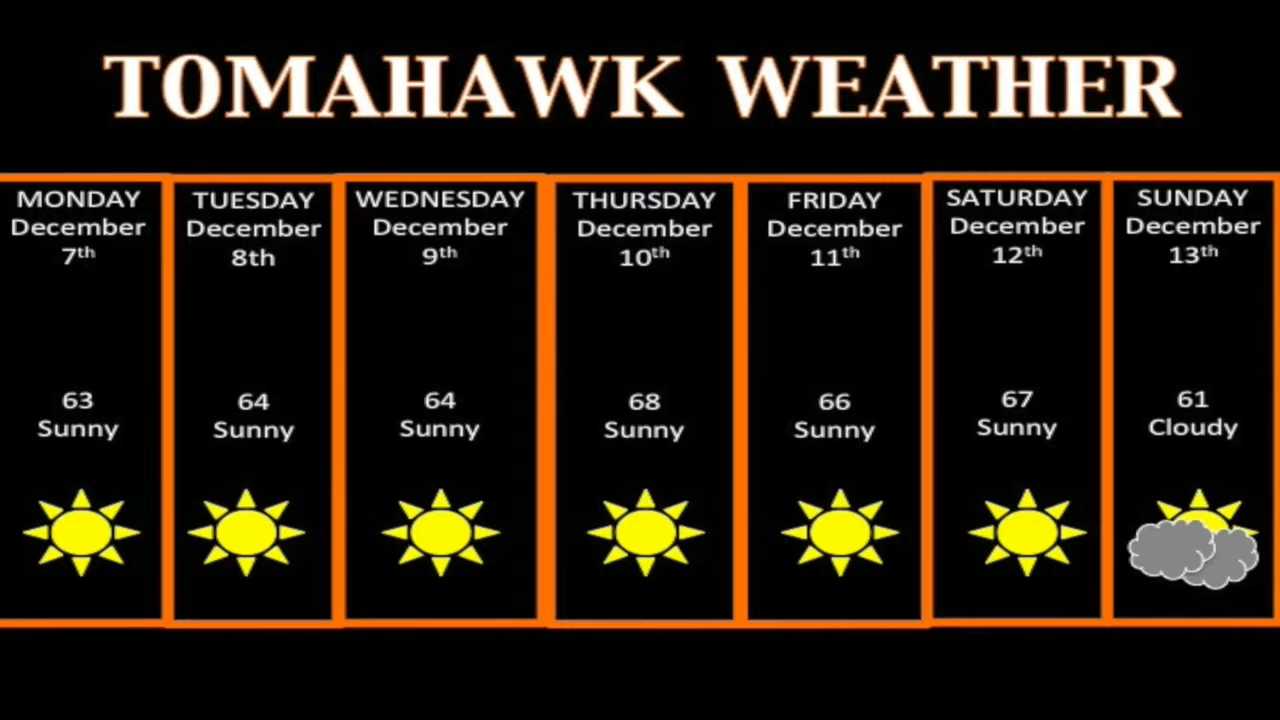 TOMAHAWK WEATHER
MONDAY
December
7th
63
Sunny
TUESDAY
December
8th
64
Sunny
WEDNESDAY
December
9th
64
Sunny
THURSDAY
December
10th
68
Sunny
FRIDAY
December
11th
66
Sunny
SATURDAY
December
12th
67
Sunny
SUNDAY
December
13th
61
Cloudy